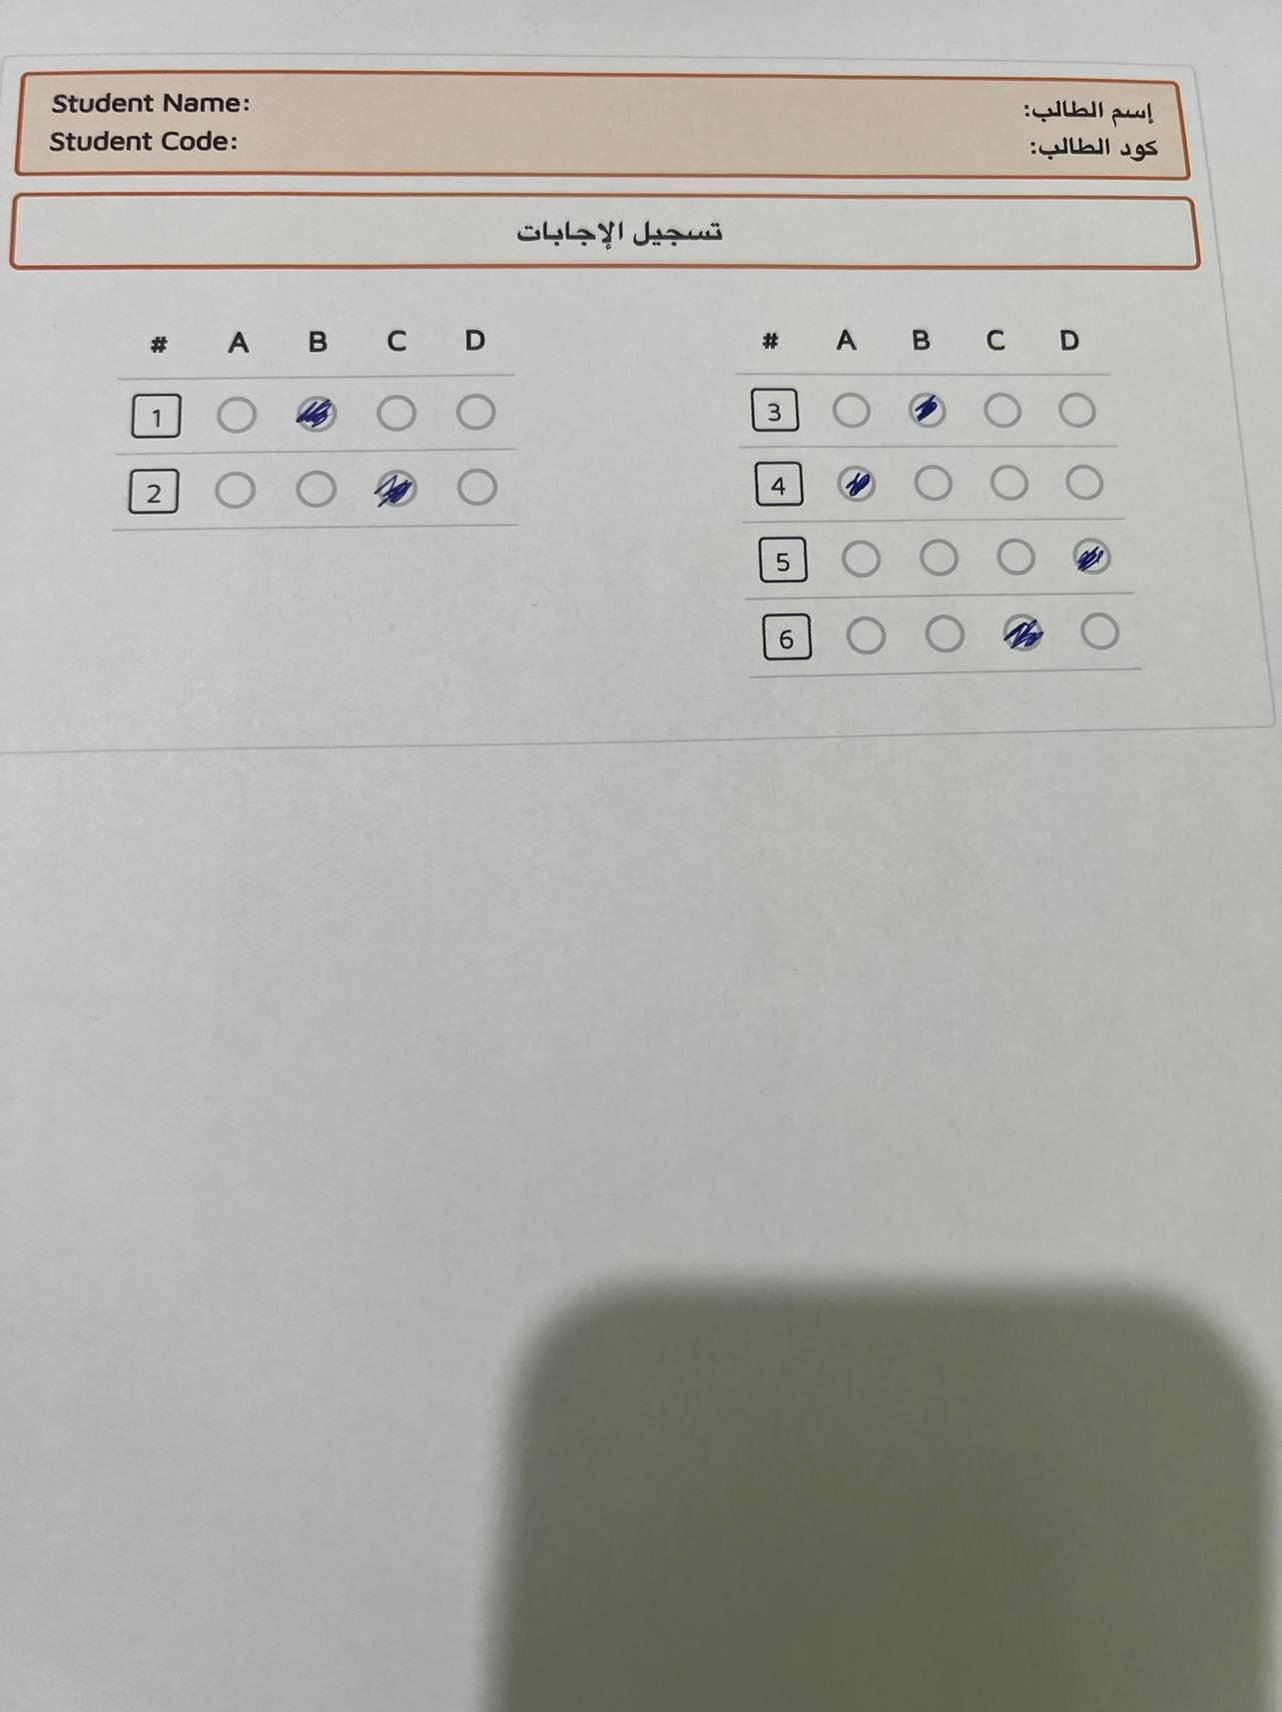 Student Name:
إسم الطالب:
Student Code:
كود الطالب:
تسجيل الإجابات
# A B C D
1
2
# A B C D
3
4
5
6